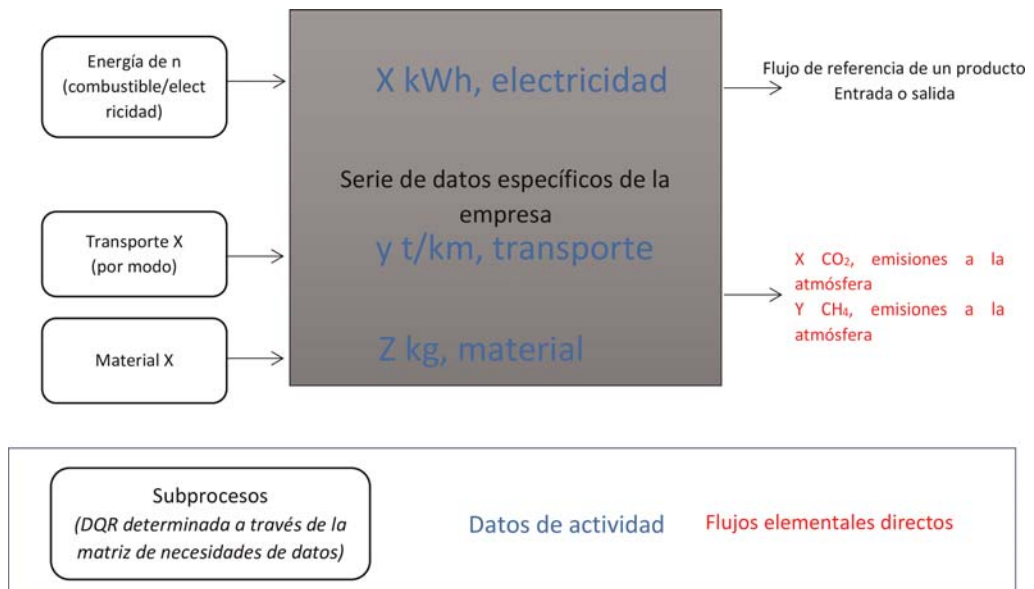 Energía de n
(combustible/elect
ricidad)
X kWh, electricidad
Flujo de referencia de un producto
Entrada o salida
Serie de datos específicos de la
empresa
Transporte X
(por modo)
y t/km, transporte
X CO₂, emisiones a la
atmósfera
Y CH₄, emisiones a la
atmósfera
Material X
Z kg, material
Subprocesos
(DQR determinada a través de la
matriz de necesidades de datos)
Datos de actividad
Flujos elementales directos